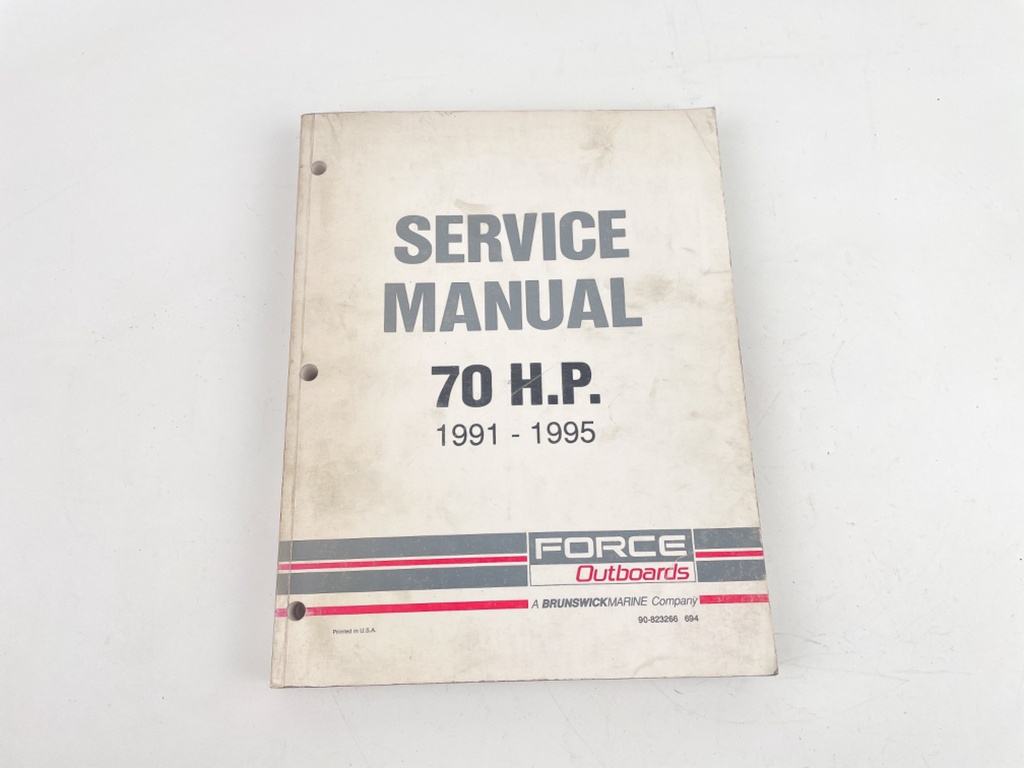 SERVICE
MANUAL
70 H.P.
1991 - 1995
FORCE
Outboards
A BRUNSWICKMARINE Company
90-823266 694
Printed in U.S.A.